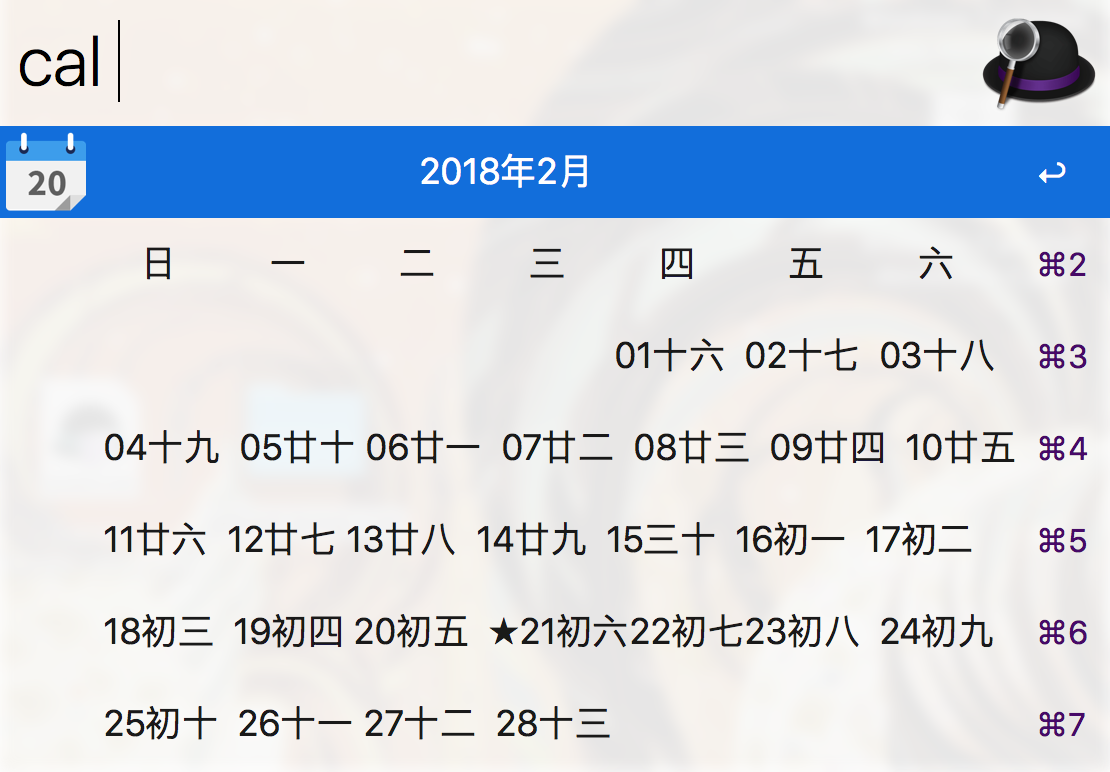 cal
20 2018年2月 ↩
日 一 二 三 四 五 六 ⌘2
01十六 02十七 03十八 ⌘3
04十九 05廿十 06廿一 07廿二 08廿三 09廿四 10廿五 ⌘4
11廿六 12廿七 13廿八 14廿九 15三十 16初一 17初二 ⌘5
18初三 19初四 20初五 ★21初六 22初七 23初八 24初九 ⌘6
25初十 26十一 27十二 28十三 ⌘7